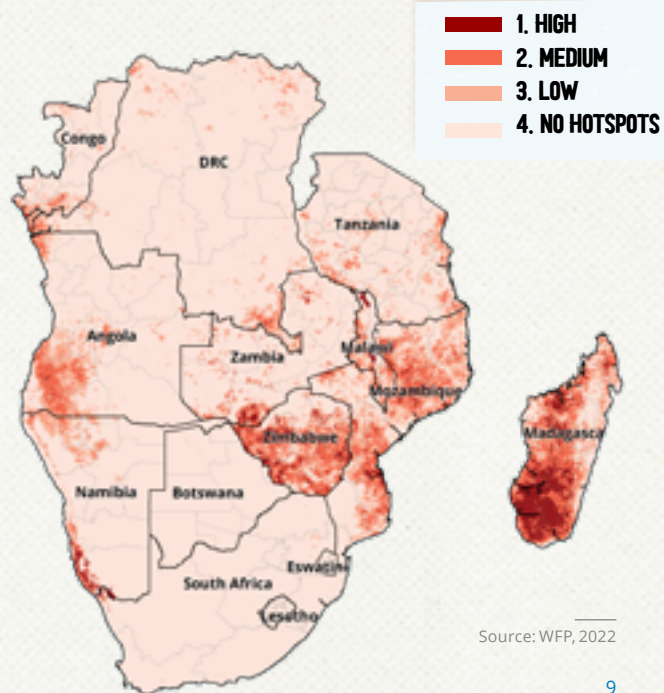 1. HIGH
2. MEDIUM
3. LOW
4. NO HOTSPOTS
Congo
DRC
Tanzania
Angola
Zambia
Malawi
Mozambique
Zimbabwe
Madagasca
Namibia
Botswana
Eswatini
South Africa
Lesotho
Source: WFP, 2022
9